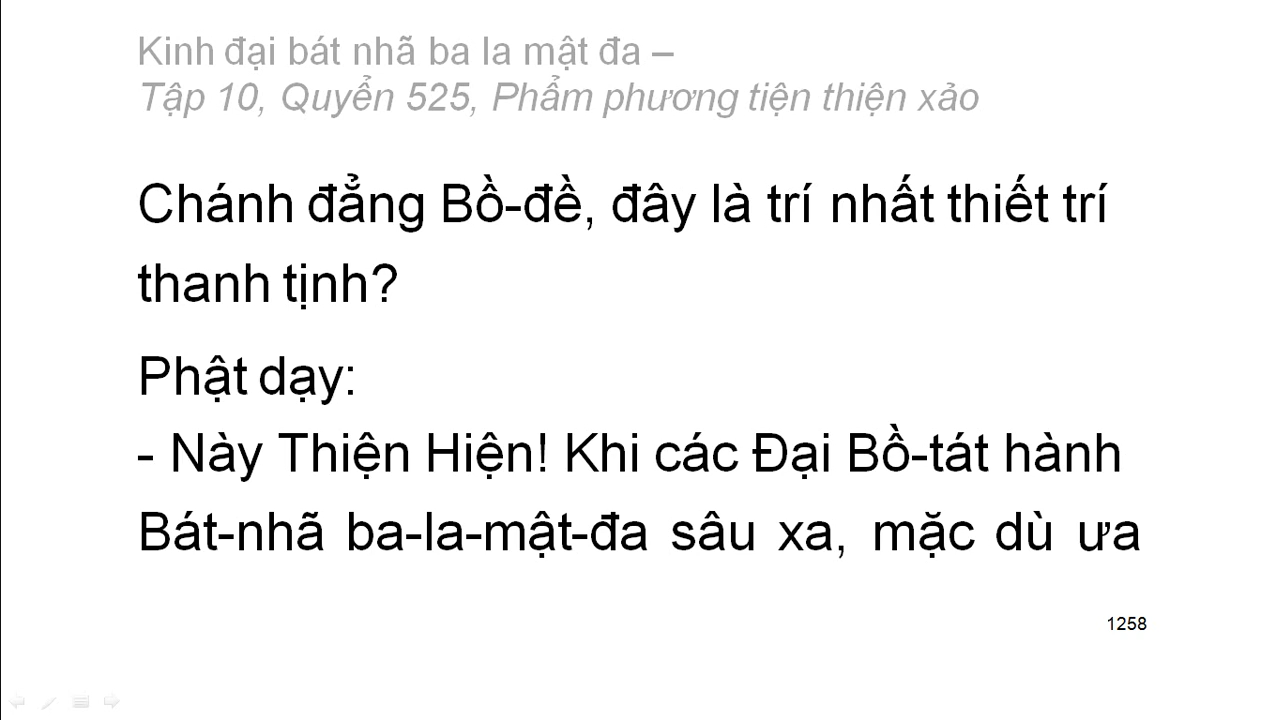 Kinh đại bát nhã ba la mật đa –
Tập 10, Quyển 525, Phẩm phương tiện thiện xảo
Chánh đẳng Bồ-đề, đây là trí nhất thiết trí
thanh tịnh?
Phật dạy:
- Này Thiện Hiện! Khi các Đại Bồ-tát hành
Bát-nhã ba-la-mật-đa sâu xa, mặc dù ưa
1258